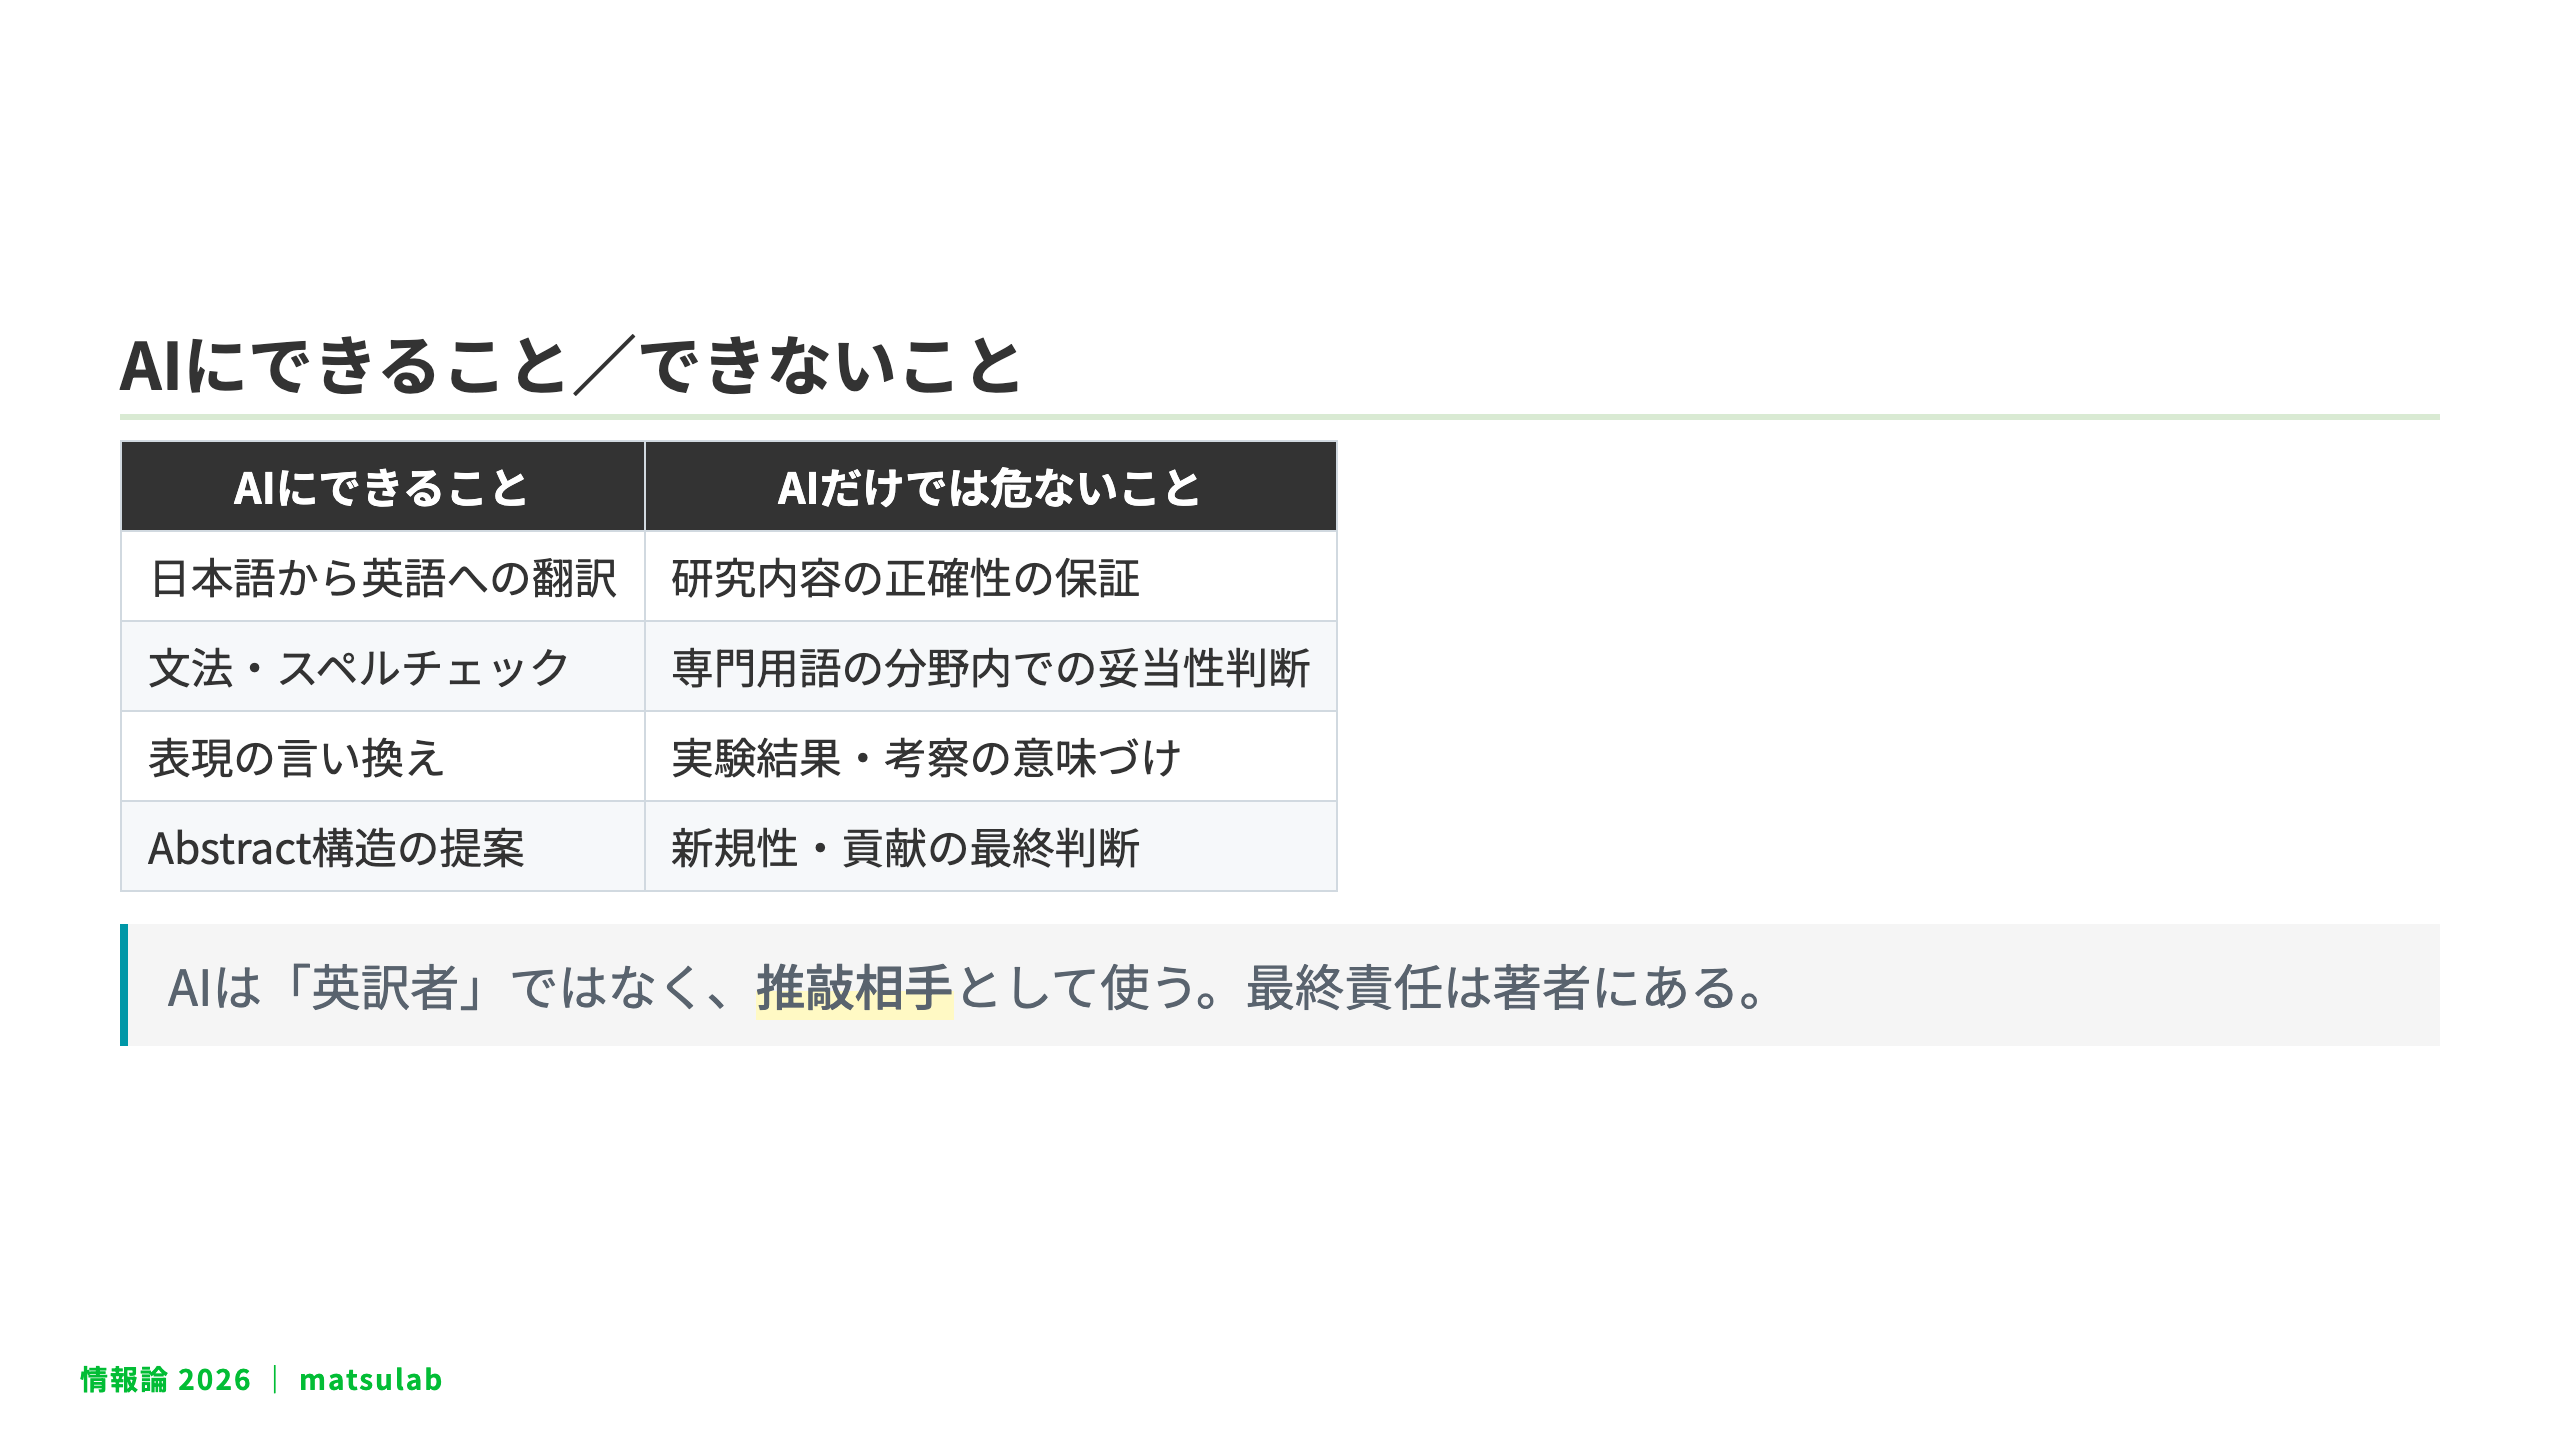 AIにできること／できないこと
AIにできること AIだけでは危ないこと
日本語から英語への翻訳 研究内容の正確性の保証
文法・スペルチェック 専門用語の分野内での妥当性判断
表現の言い換え 実験結果・考察の意味づけ
Abstract構造の提案 新規性・貢献の最終判断
AIは「英訳者」ではなく、推敲相手として使う。最終責任は著者にある。
情報論 2026 ｜ matsulab